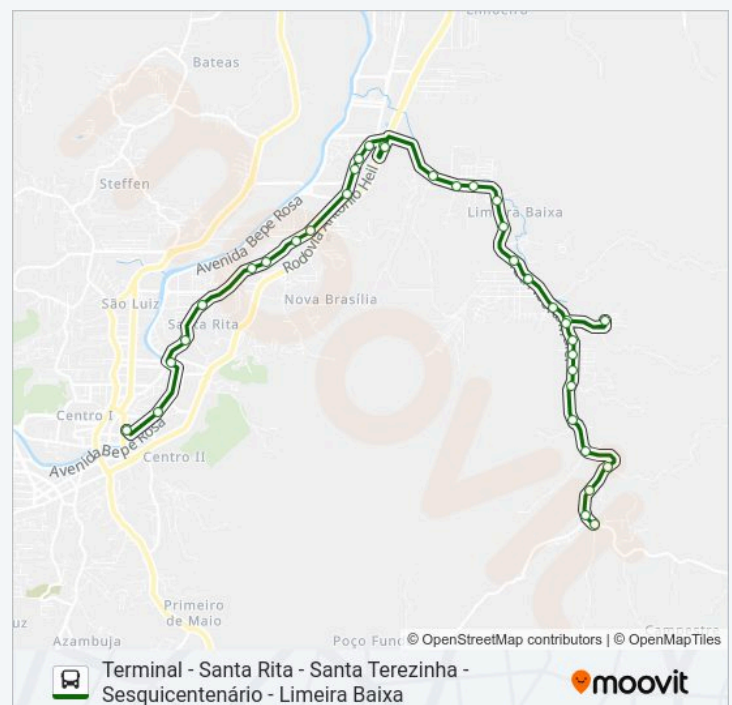 Limoeiro
Bateas
Steffen
Avenida Bepe Rosa
Rodovia Antônio Heil
Limeira Baixa
São Luiz
Nova Brasília
Santa Rita
Centro I
Avenida Bepe Rosa
Centro II
Primeiro
de Maio
Azambuja
Poço Fund
© OpenStreetMap contributors | © OpenMapTiles
Terminal - Santa Rita - Santa Terezinha -
Sesquicentenário - Limeira Baixa
moovit